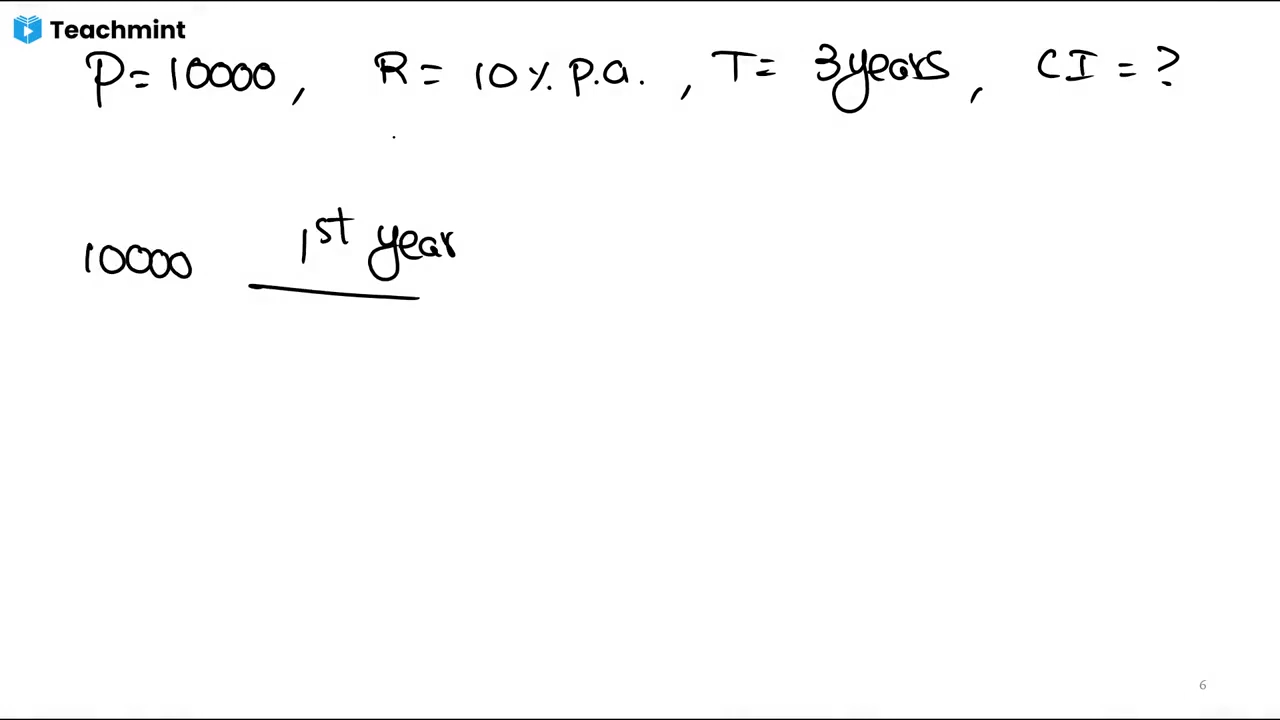 Teachmint
P = 10000, R = 10% p.a., T = 3 years, CI = ?
10000 1st year
6